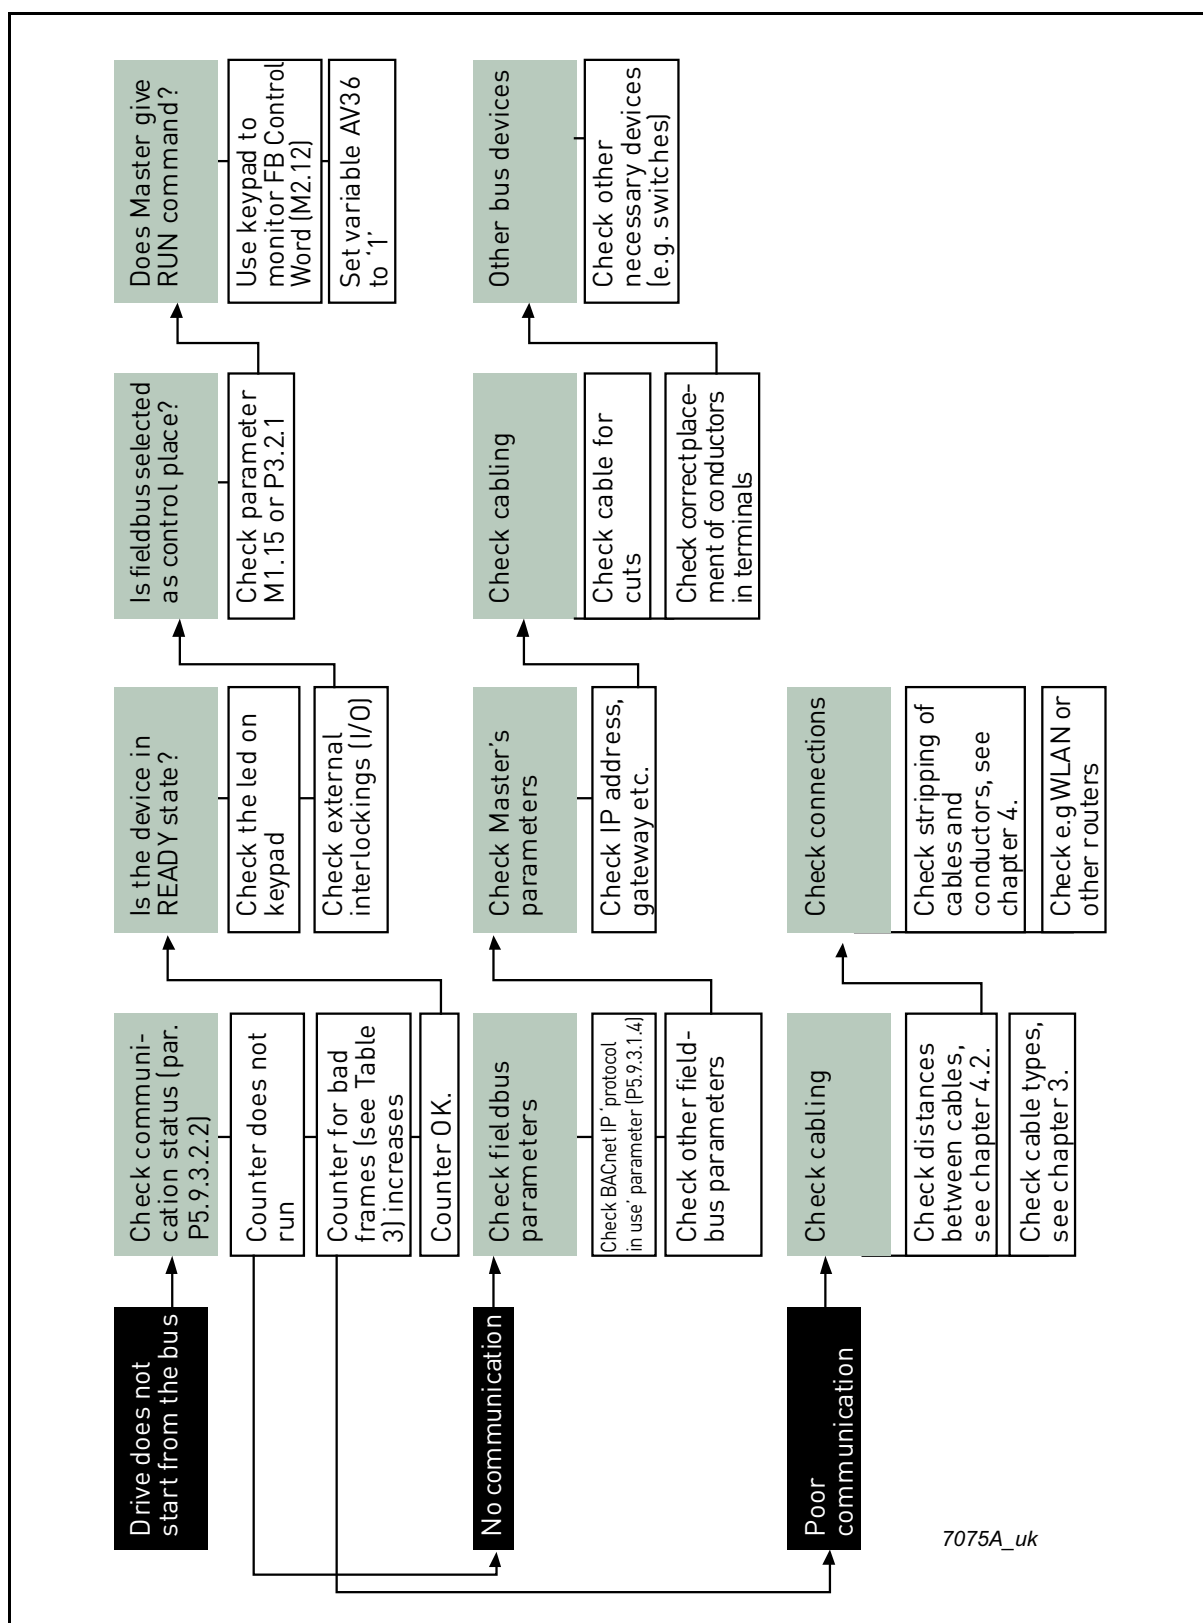 Drive does not
start from the bus
Check communi-
cation status (par.
P5.9.3.2.2)
Counter does not
run
Counter for bad
frames (see Table
3) increases
Counter OK.
Is the device in
READY state?
Check the led on
keypad
Check external
interlockings (I/O)
Is fieldbus selected
as control place?
Check parameter
M1.15 or P3.2.1
Does Master give
RUN command?
Use keypad to
monitor FB Control
Word (M2.12)
Set variable AV36
to ‘1’
No communication
Check fieldbus
parameters
Check BACnet IP ‘protocol
in use’ parameter (P5.9.3.1.4)
Check other field-
bus parameters
Check Master’s
parameters
Check IP address,
gateway etc.
Check cabling
Check cable for
cuts
Check correct place-
ment of conductors
in terminals
Other bus devices
Check other
necessary devices
(e.g. switches)
Poor
communication
Check cabling
Check distances
between cables,
see chapter 4.2.
Check cable types,
see chapter 3.
Check connections
Check stripping of
cables and
conductors, see
chapter 4.
Check e.g WLAN or
other routers
7075A_uk